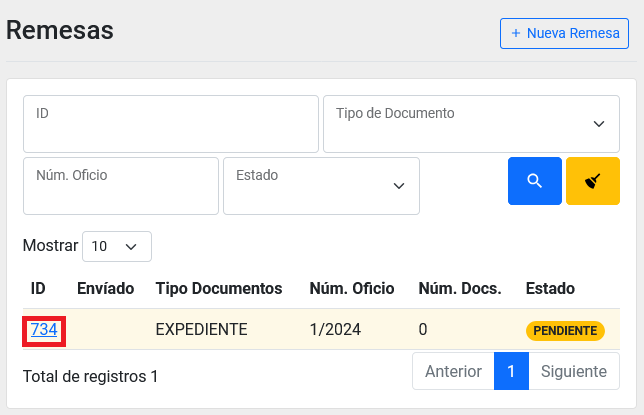 Remesas
+ Nueva Remesa
ID
Tipo de Documento
Núm. Oficio
Estado
Mostrar 10
ID Envíado Tipo Documentos Núm. Oficio Núm. Docs. Estado
734 EXPEDIENTE 1/2024 0 PENDIENTE
Total de registros 1
Anterior 1 Siguiente